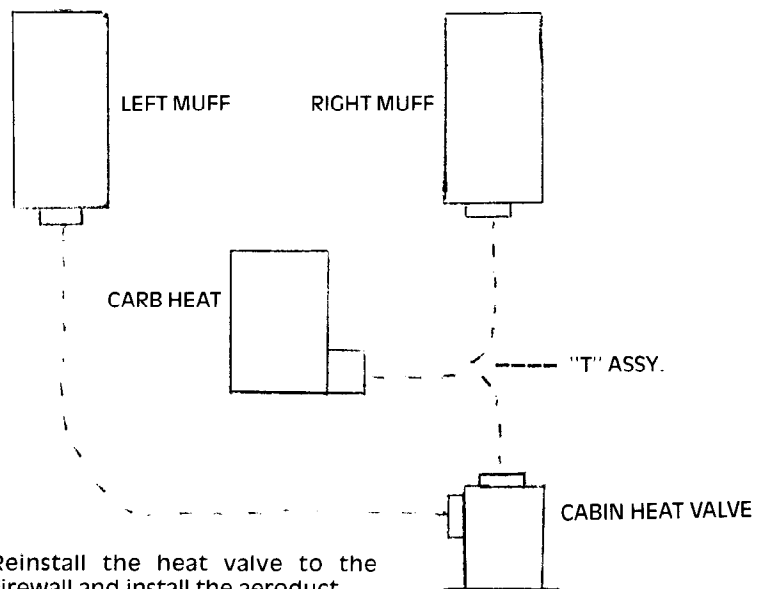 LEFT MUFF
RIGHT MUFF
CARB HEAT
"T" ASSY.
CABIN HEAT VALVE
Reinstall the heat valve to the
firewall and install the aeroduct